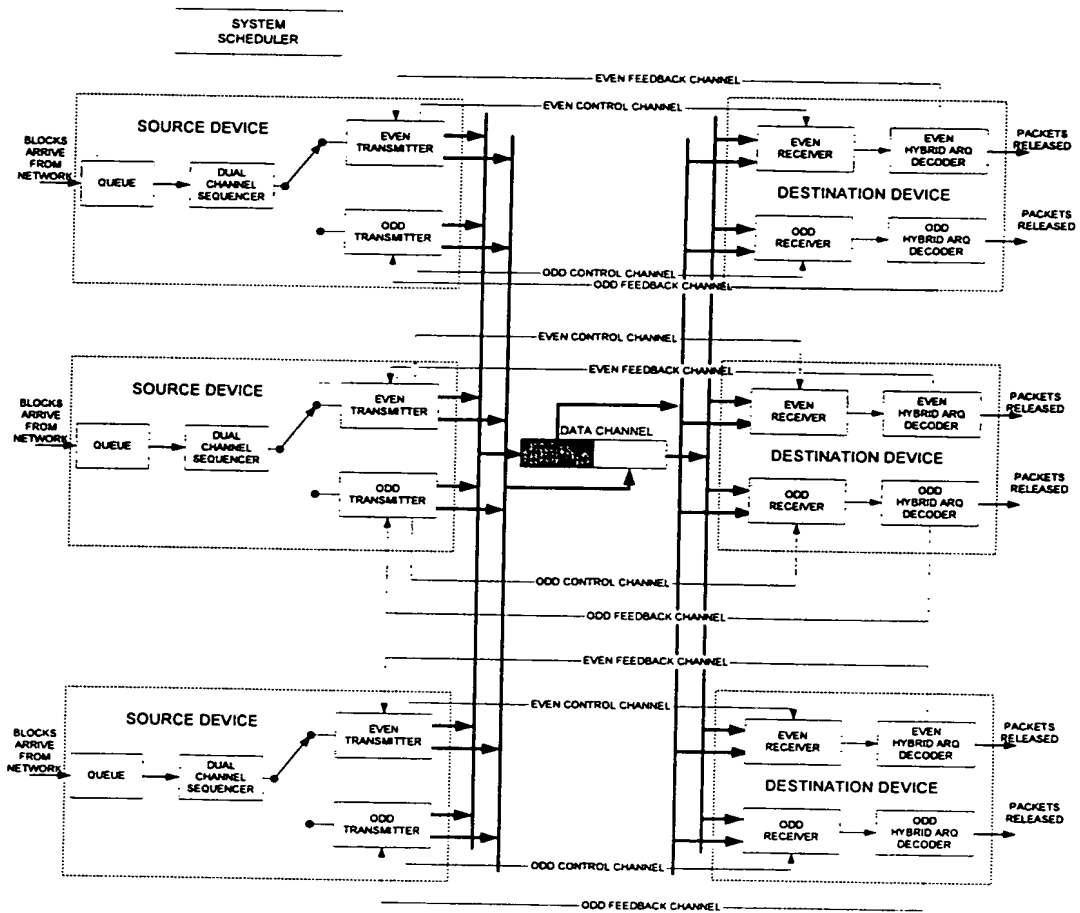 SYSTEM
SCHEDULER
EVEN FEEDBACK CHANNEL
EVEN CONTROL CHANNEL
SOURCE DEVICE
BLOCKS
ARRIVE
FROM
NETWORK
QUEUE
DUAL
CHANNEL
SEQUENCER
EVEN
TRANSMITTER
ODD
TRANSMITTER
EVEN
RECEIVER
EVEN
HYBRID ARQ
DECODER
PACKETS
RELEASED
DESTINATION DEVICE
ODD
RECEIVER
ODD
HYBRID ARQ
DECODER
PACKETS
RELEASED
ODD CONTROL CHANNEL
ODD FEEDBACK CHANNEL
EVEN CONTROL CHANNEL
EVEN FEEDBACK CHANNEL
SOURCE DEVICE
BLOCKS
ARRIVE
FROM
NETWORK
QUEUE
DUAL
CHANNEL
SEQUENCER
EVEN
TRANSMITTER
ODD
TRANSMITTER
DATA CHANNEL
EVEN
RECEIVER
EVEN
HYBRID ARQ
DECODER
PACKETS
RELEASED
DESTINATION DEVICE
ODD
RECEIVER
ODD
HYBRID ARQ
DECODER
PACKETS
RELEASED
ODD CONTROL CHANNEL
ODD FEEDBACK CHANNEL
EVEN FEEDBACK CHANNEL
EVEN CONTROL CHANNEL
SOURCE DEVICE
BLOCKS
ARRIVE
FROM
NETWORK
QUEUE
DUAL
CHANNEL
SEQUENCER
EVEN
TRANSMITTER
ODD
TRANSMITTER
EVEN
RECEIVER
EVEN
HYBRID ARQ
DECODER
PACKETS
RELEASED
DESTINATION DEVICE
ODD
RECEIVER
ODD
HYBRID ARQ
DECODER
PACKETS
RELEASED
ODD CONTROL CHANNEL
ODD FEEDBACK CHANNEL